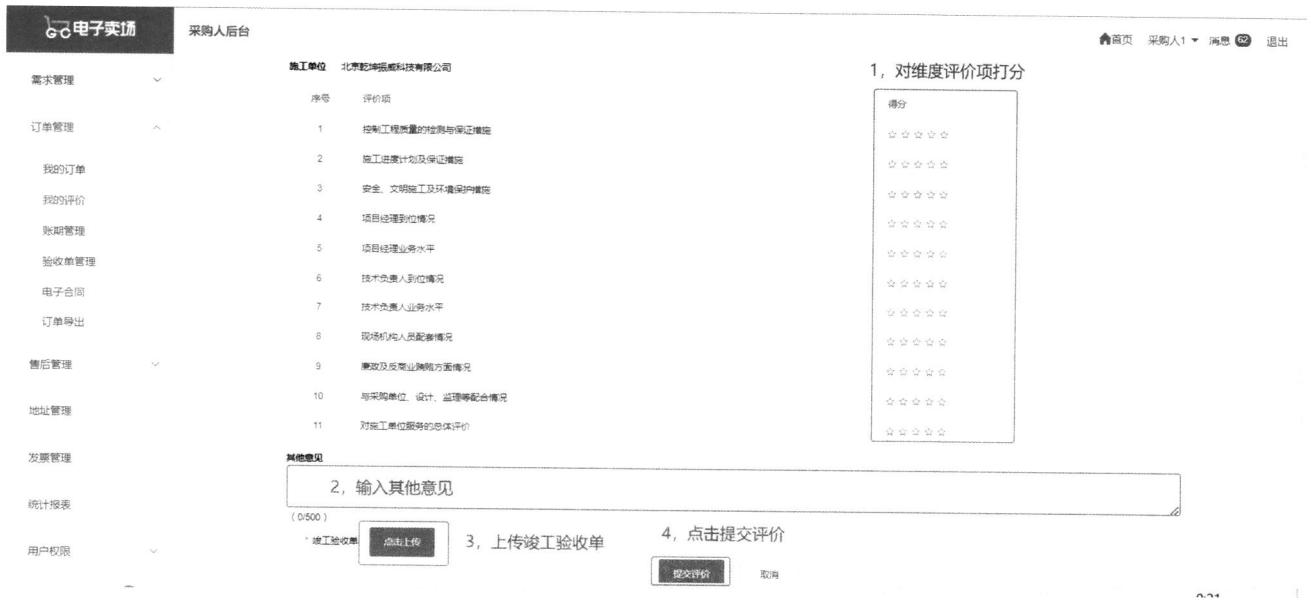 电子卖场
采购人后台
首页 采购人1 消息 62 退出
需求管理
订单管理
我的订单
我的评价
账期管理
验收单管理
电子合同
订单导出
售后管理
地址管理
发票管理
统计报表
用户权限
施工单位 北京乾坤振威科技有限公司
1，对维度评价项打分
序号 评价项 得分
1 控制工程质量的检测与保证措施
2 施工进度计划及保证措施
3 安全、文明施工及环境保护措施
4 项目经理到位情况
5 项目经理业务水平
6 技术负责人到位情况
7 技术负责人业务水平
8 现场机构人员配套情况
9 廉政及反商业贿赂方面情况
10 与采购单位、设计、监理等配合情况
11 对施工单位服务的总体评价
其他意见
2，输入其他意见
（0/500）
* 竣工验收单 点击上传 3，上传竣工验收单
4，点击提交评价
提交评价 取消